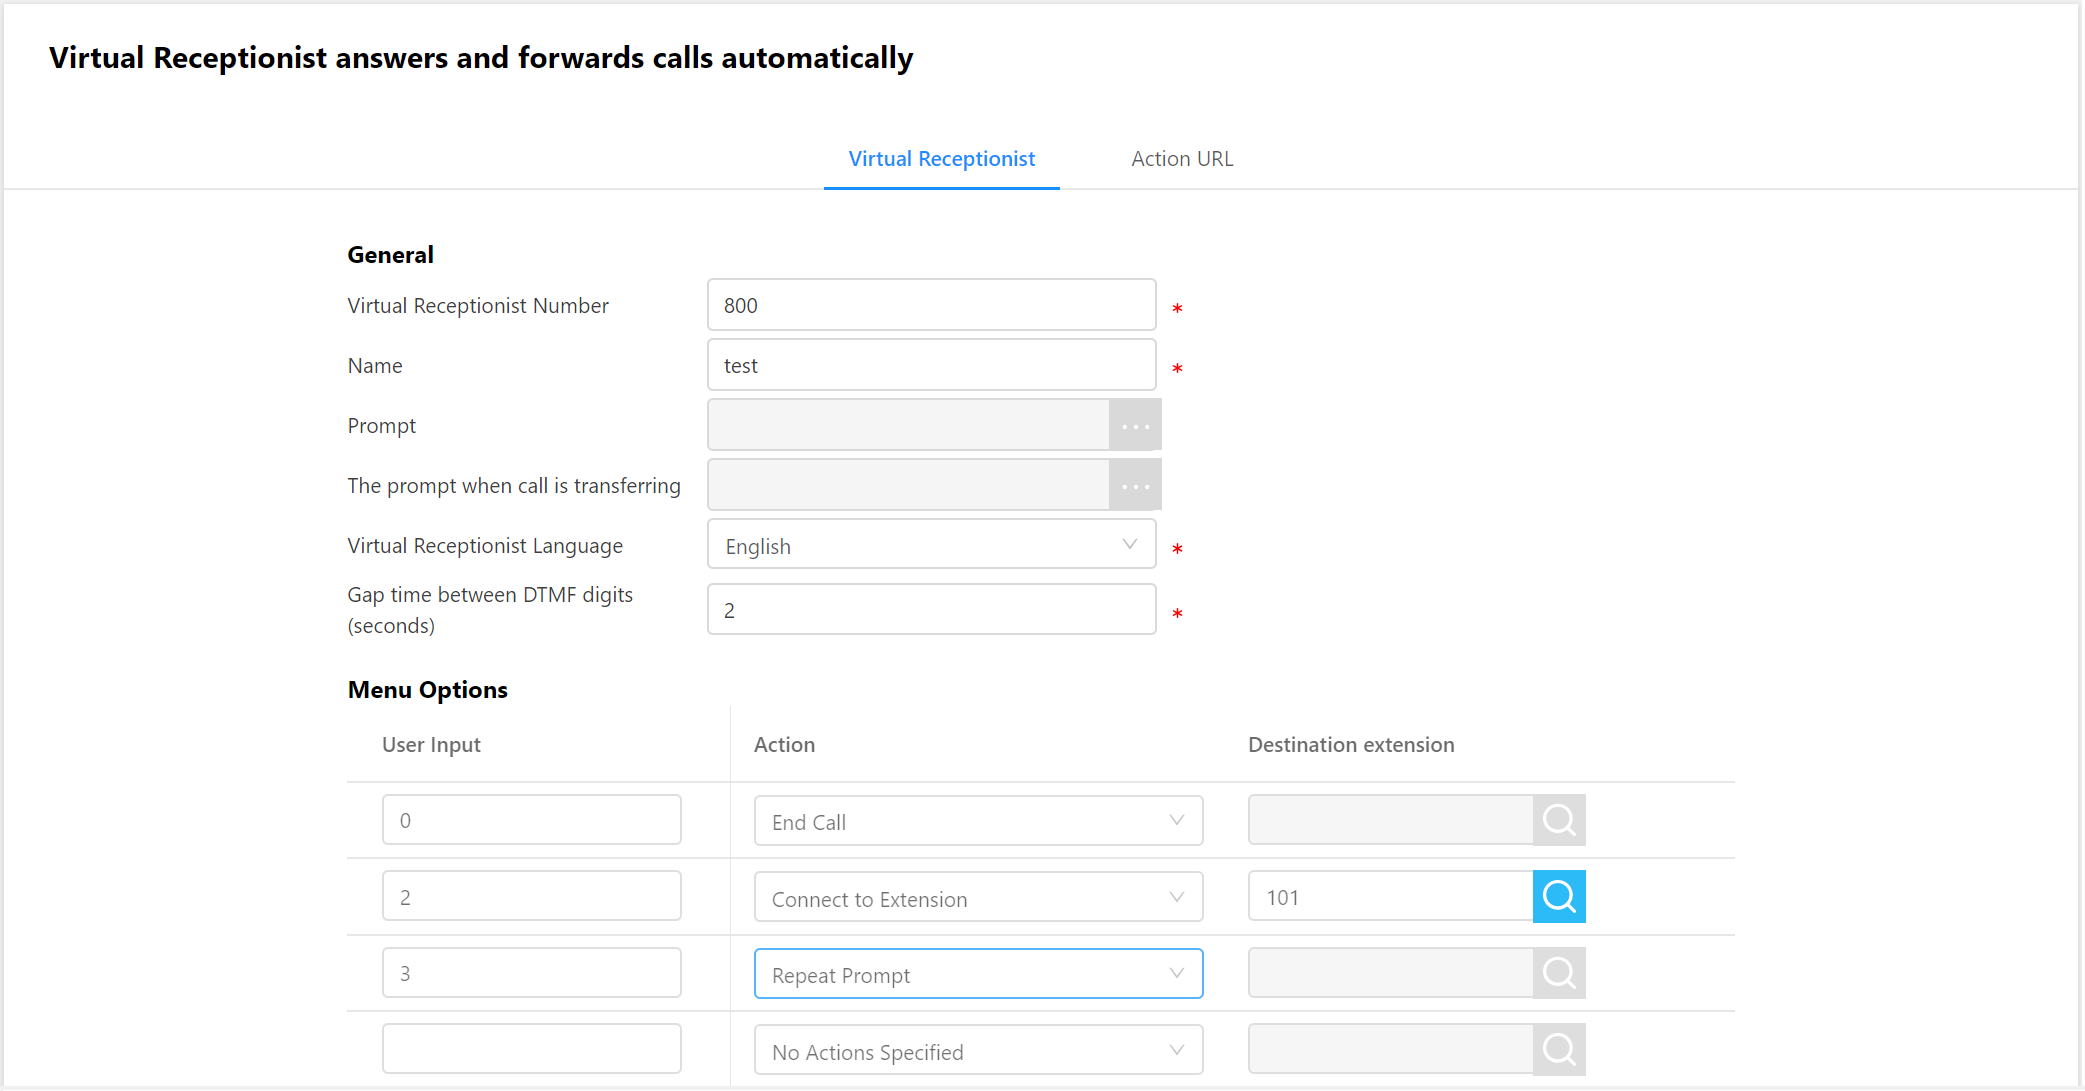 Virtual Receptionist answers and forwards calls automatically
Virtual Receptionist Action URL
General
Virtual Receptionist Number 800 *
Name test *
Prompt ...
The prompt when call is transferring ...
Virtual Receptionist Language English *
Gap time between DTMF digits
(seconds) 2 *
Menu Options
User Input Action Destination extension
0 End Call
2 Connect to Extension 101
3 Repeat Prompt
No Actions Specified